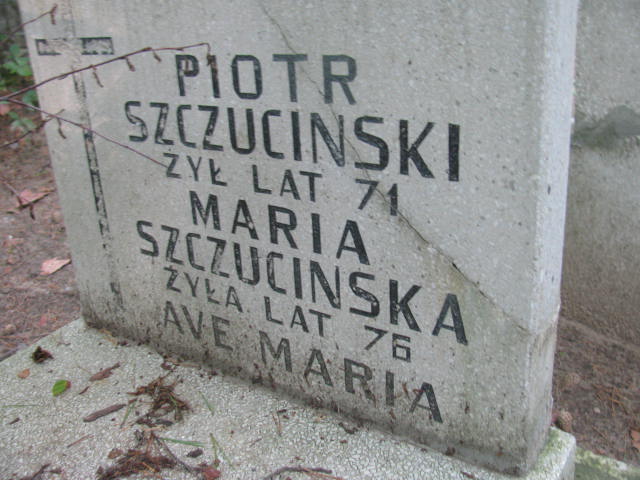 PIOTR
SZCZUCINSKI
ŻYŁ LAT 71
MARIA
SZCZUCINSKA
ŻYŁA LAT 76
AVE MARIA